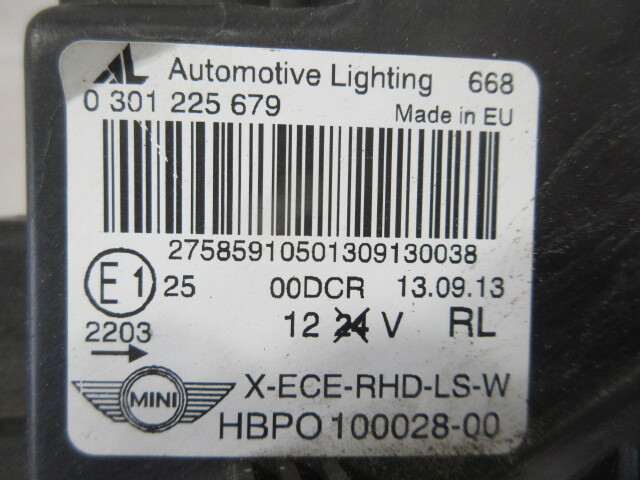 AL Automotive Lighting 668
0 301 225 679 Made in EU
27585910501309130038
E1 25 00DCR 13.09.13
2203 12 24 V RL
MINI X-ECE-RHD-LS-W
HBPO 100028-00